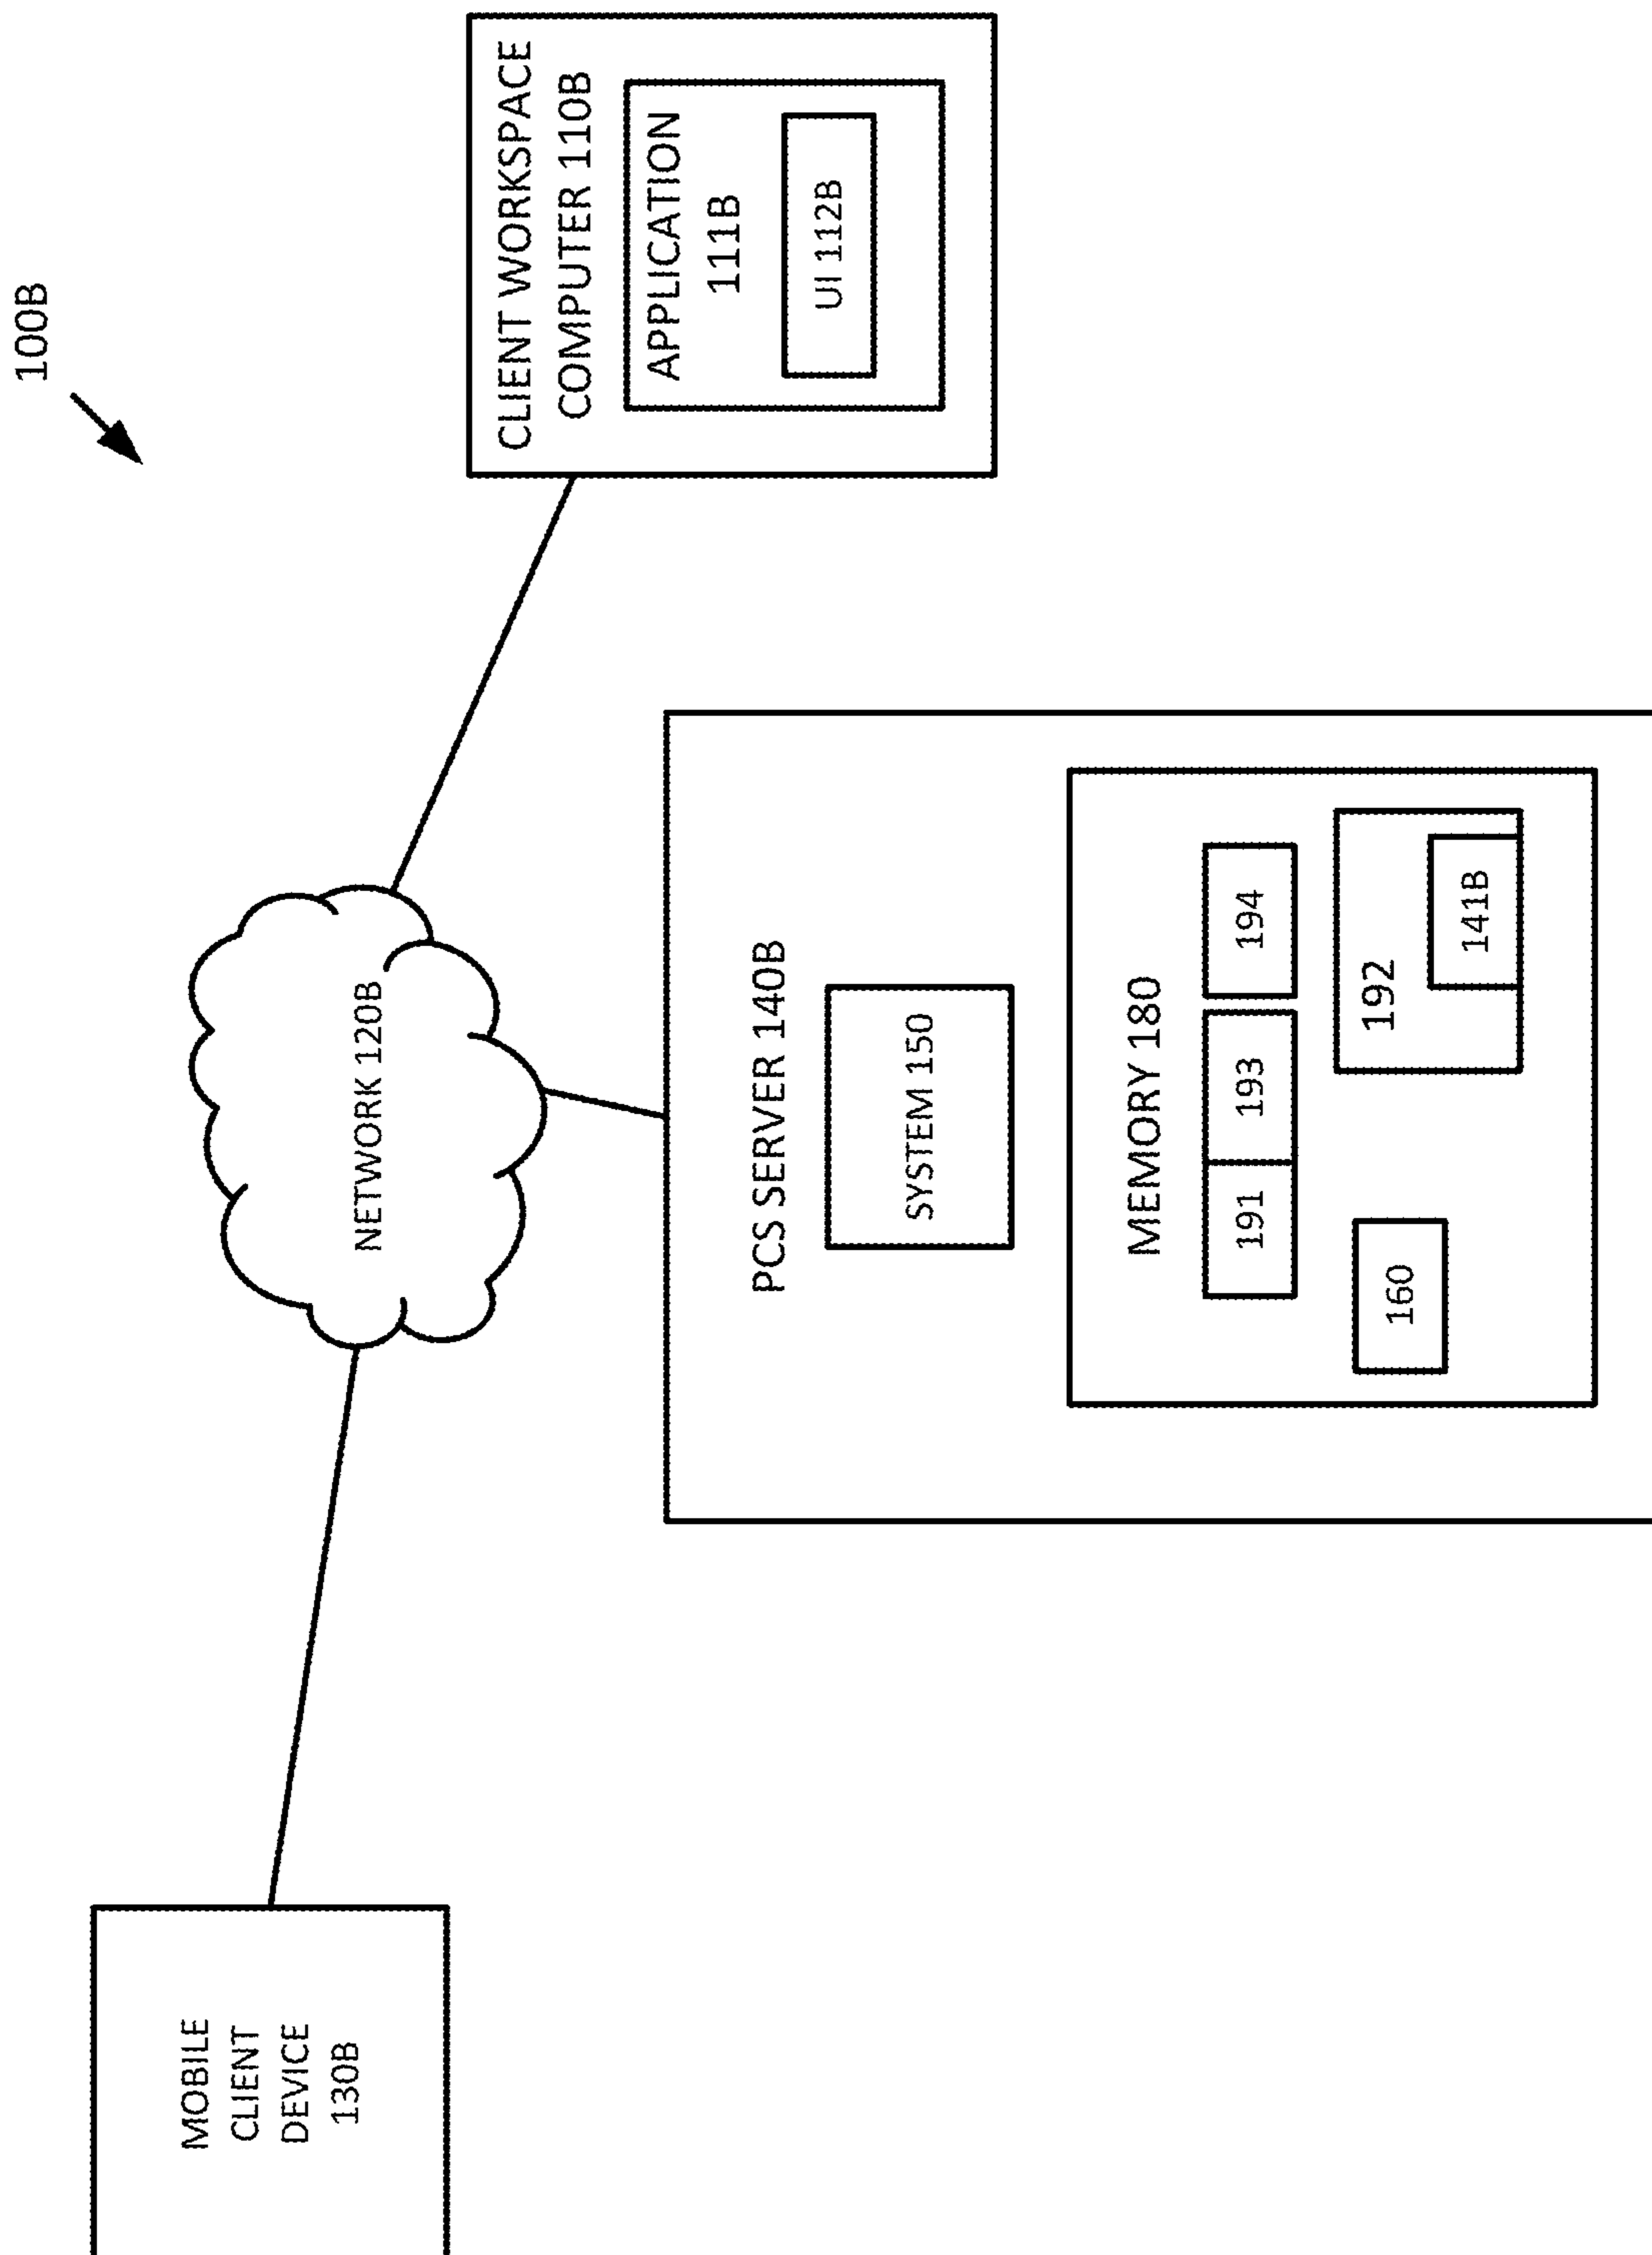 100B
MOBILE
CLIENT
DEVICE
130B
NETWORK 120B
CLIENT WORKSPACE
COMPUTER 110B
APPLICATION
111B
UI 112B
PCS SERVER 140B
SYSTEM 150
MEMORY 180
191
193
194
160
192
141B